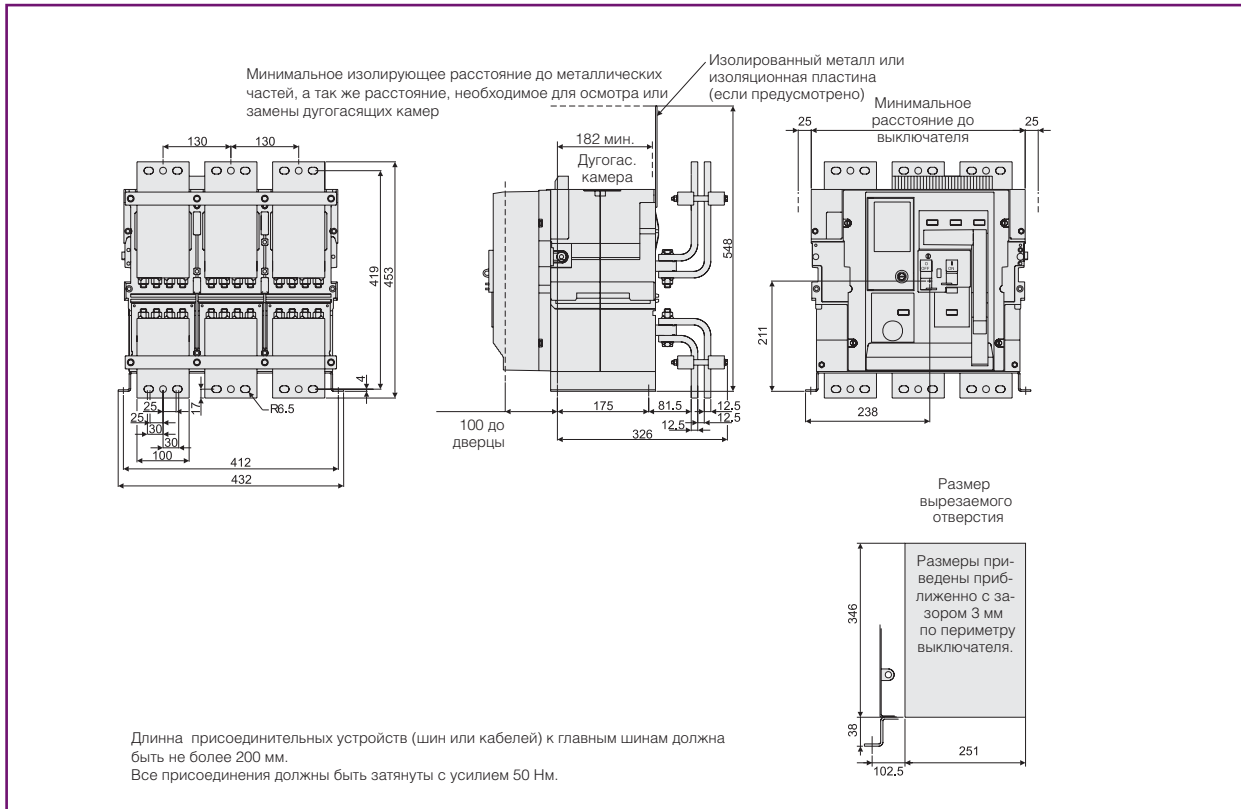 Минимальное изолирующее расстояние до металлических
частей, а так же расстояние, необходимое для осмотра или
замены дугогасящих камер
Изолированный металл или
изоляционная пластина
(если предусмотрено)
Минимальное
расстояние до
выключателя
25
25
130
130
419
453
4
17
R6.5
25
25
30
30
100
412
432
182 мин.
Дугогас.
камера
548
100 до
дверцы
175
81.5
12.5
12.5
12.5
326
OFF
ON
211
238
Размер
вырезаемого
отверстия
Размеры при-
ведены приб-
лиженно с за-
зором 3 мм
по периметру
выключателя.
346
38
102.5
251
Длинна присоединительных устройств (шин или кабелей) к главным шинам должна
быть не более 200 мм.
Все присоединения должны быть затянуты с усилием 50 Нм.